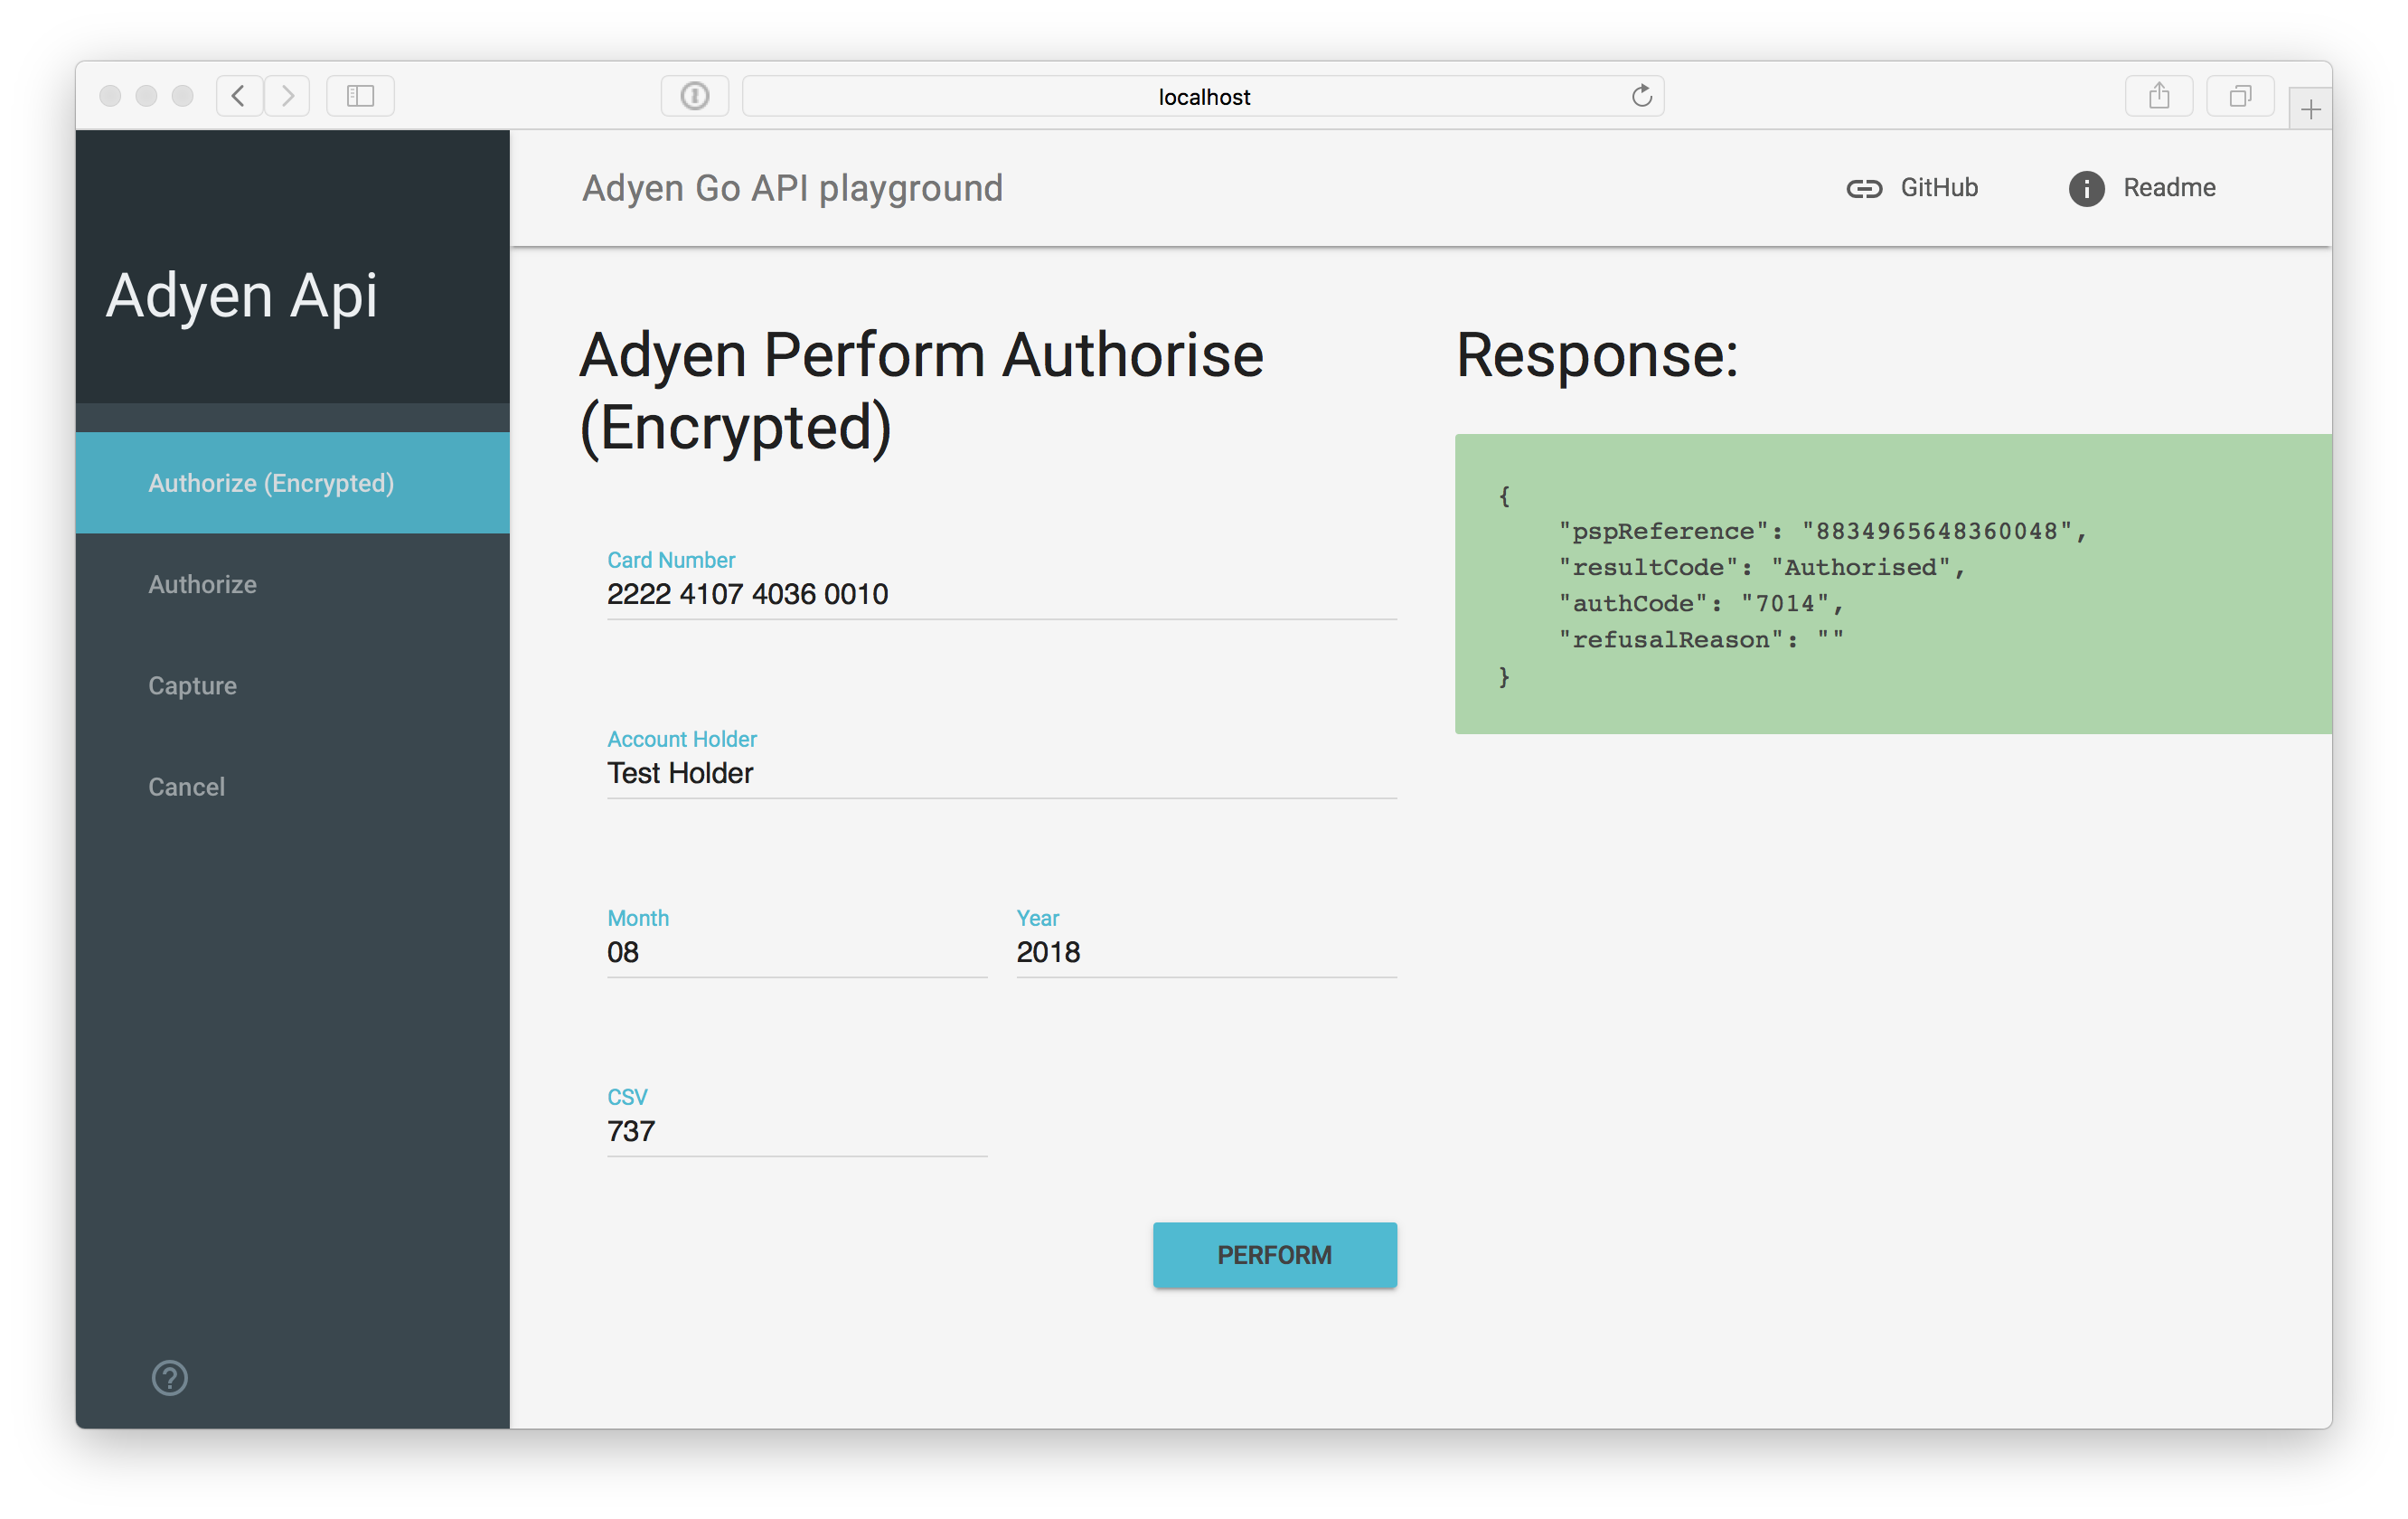 localhost
Adyen Api
Authorize (Encrypted)
Authorize
Capture
Cancel
Adyen Go API playground
GitHub
Readme
Adyen Perform Authorise
(Encrypted)
Card Number
2222 4107 4036 0010
Account Holder
Test Holder
Month
08
Year
2018
CSV
737
PERFORM
Response:
{
"pspReference": "8834965648360048",
"resultCode": "Authorised",
"authCode": "7014",
"refusalReason": ""
}